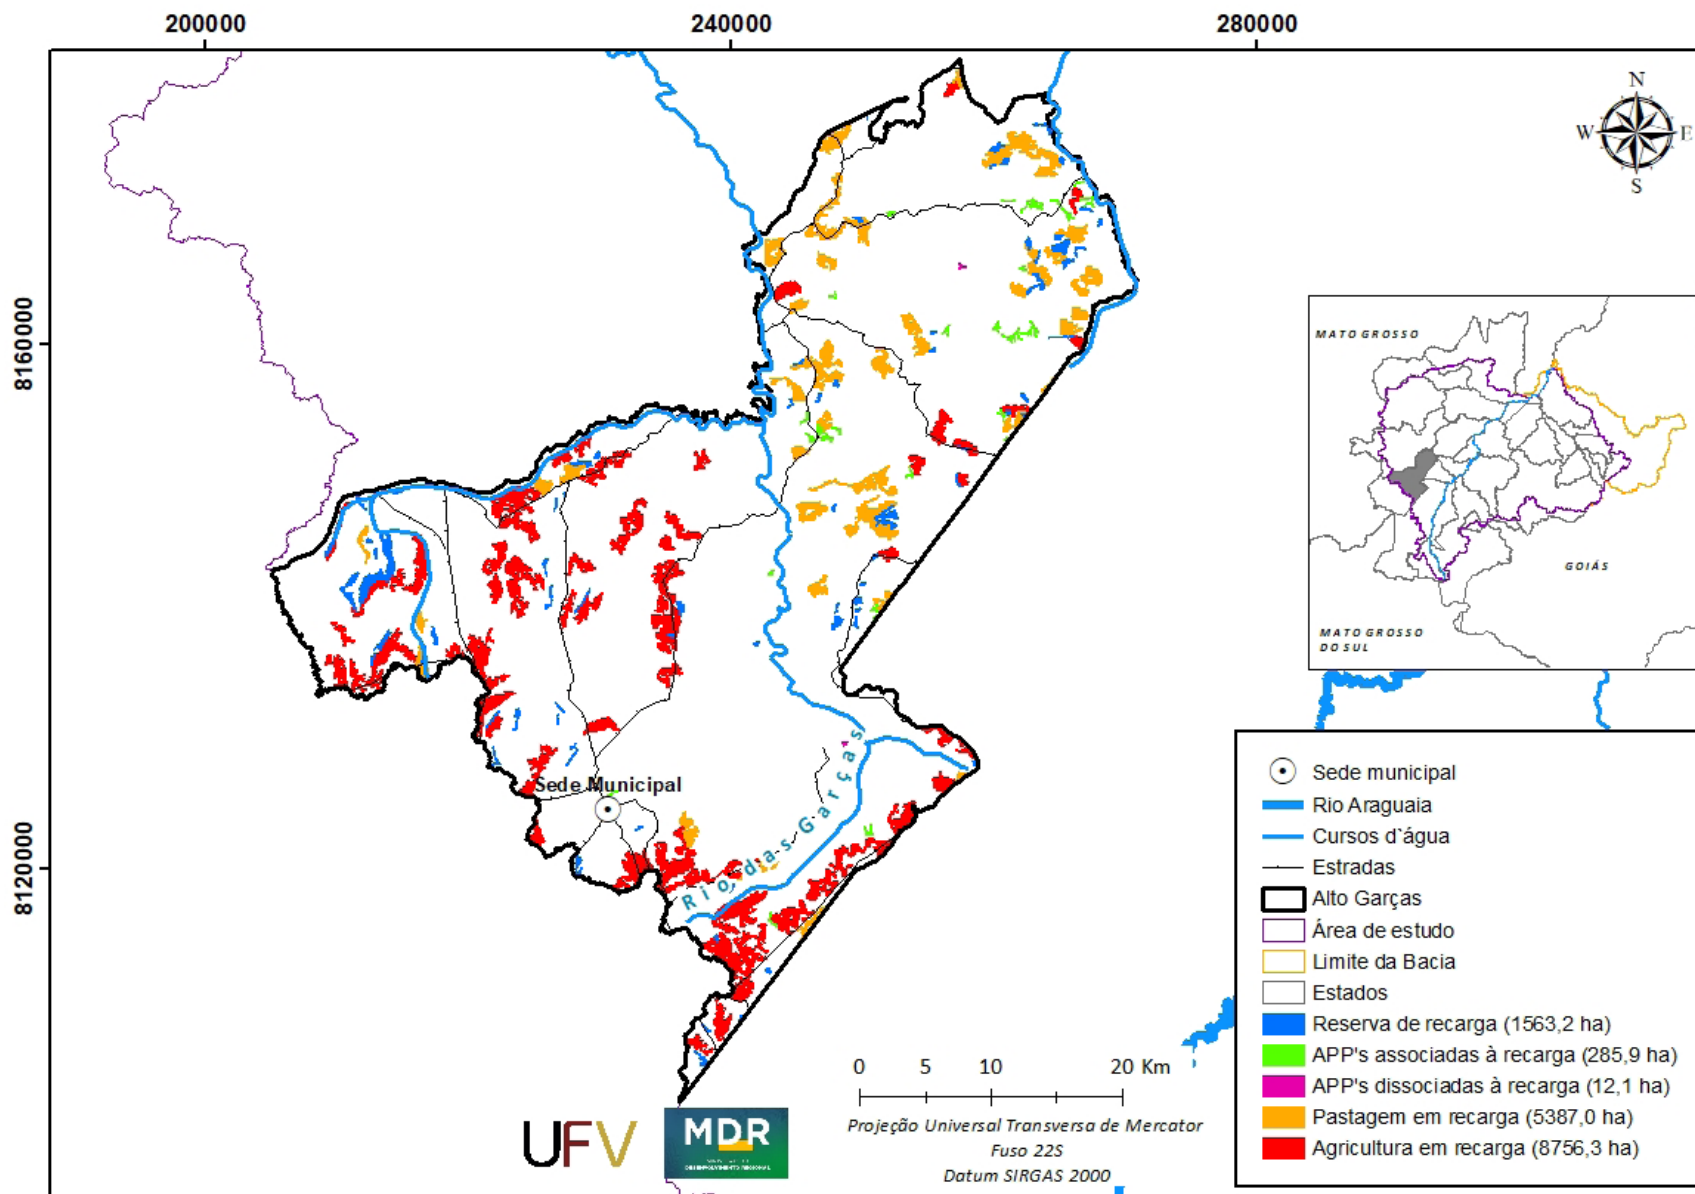 200000 240000 280000
N
W E
S
8160000
8120000
MATO GROSSO
GOIÁS
MATO GROSSO
DO SUL
Sede Municipal
Rio das Garças
Sede municipal
Rio Araguaia
Cursos d`água
Estradas
Alto Garças
Área de estudo
Limite da Bacia
Estados
Reserva de recarga (1563,2 ha)
APP's associadas à recarga (285,9 ha)
APP's dissociadas à recarga (12,1 ha)
Pastagem em recarga (5387,0 ha)
Agricultura em recarga (8756,3 ha)
0 5 10 20 Km
Projeção Universal Transversa de Mercator
Fuso 22S
Datum SIRGAS 2000
UFV
MDR
DESENVOLVIMENTO REGIONAL